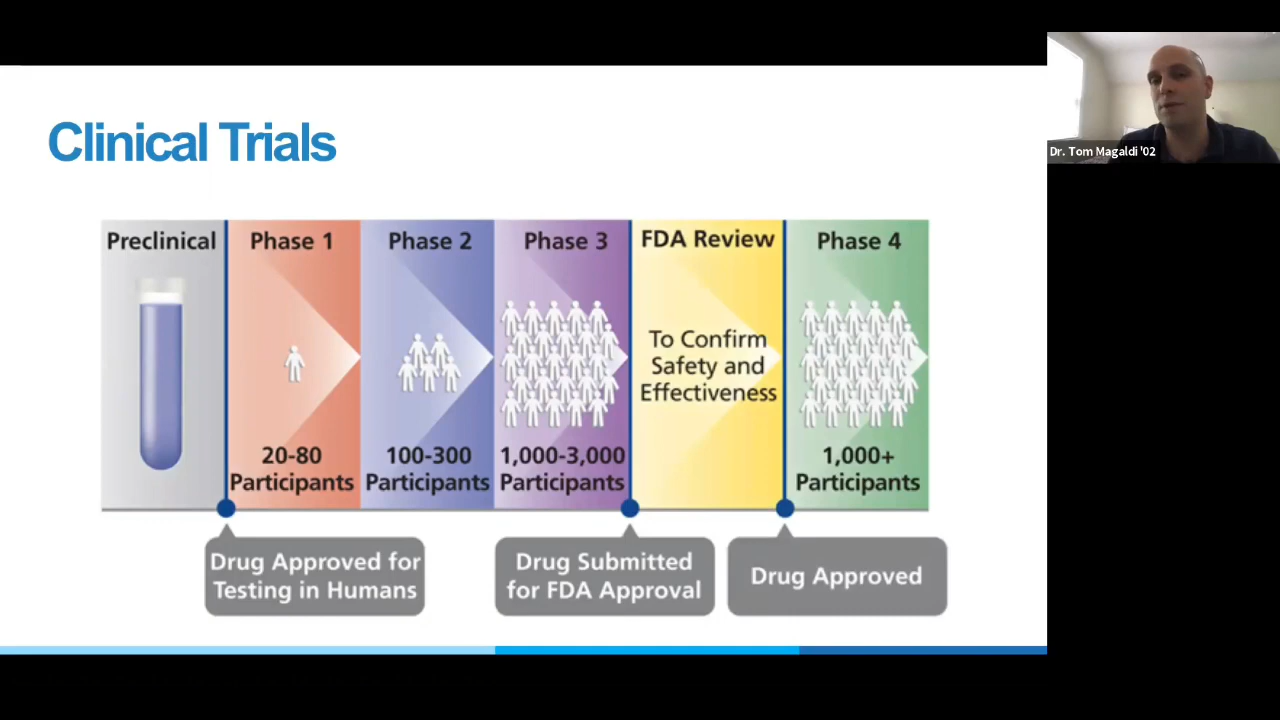 Clinical Trials
Dr. Tom Magaldi '02
Preclinical
Phase 1
20-80
Participants
Phase 2
100-300
Participants
Phase 3
1,000-3,000
Participants
FDA Review
To Confirm
Safety and
Effectiveness
Phase 4
1,000+
Participants
Drug Approved for
Testing in Humans
Drug Submitted
for FDA Approval
Drug Approved